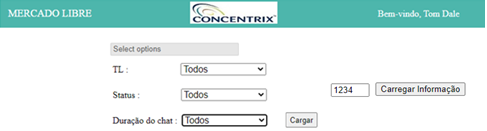 MERCADO LIBRE
CONCENTRIX
Bem-vindo, Tom Dale
Select options
TL :
Todos
Status :
Todos
1234
Carregar Informação
Duração do chat :
Todos
Cargar